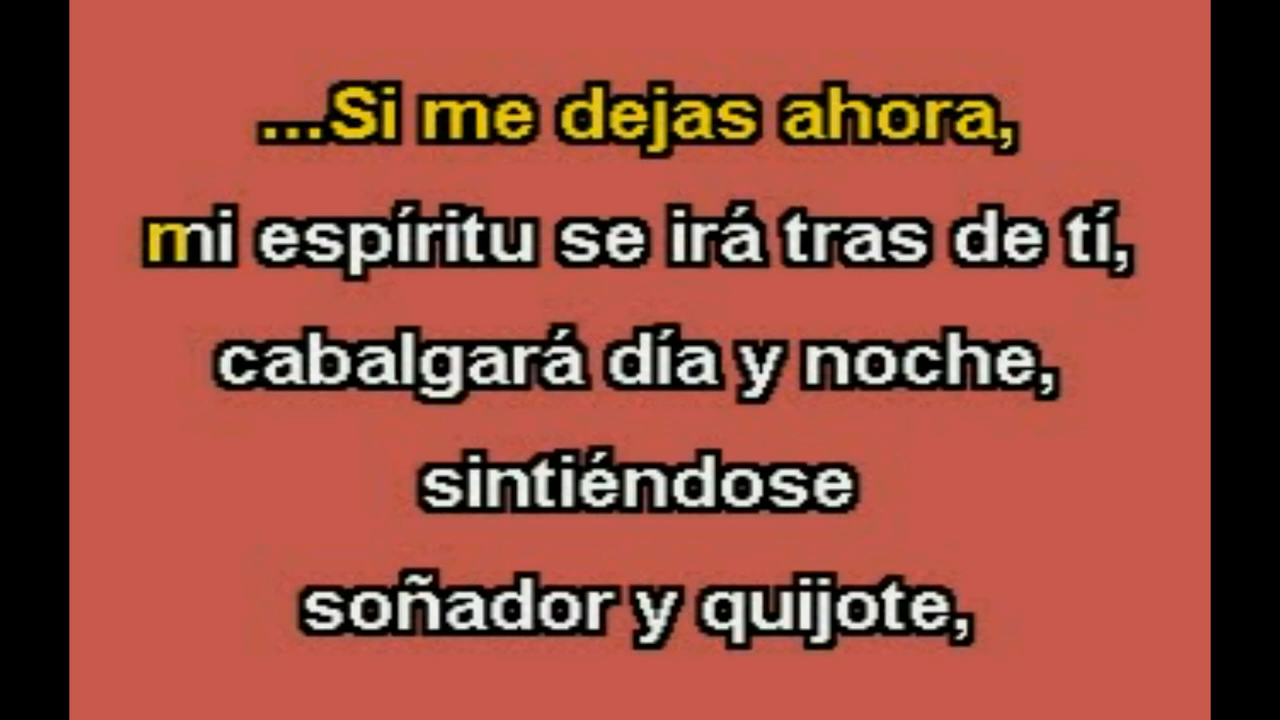 ...Si me dejas ahora,
mi espíritu se irá tras de tí,
cabalgará día y noche,
sintiéndose
soñador y quijote,